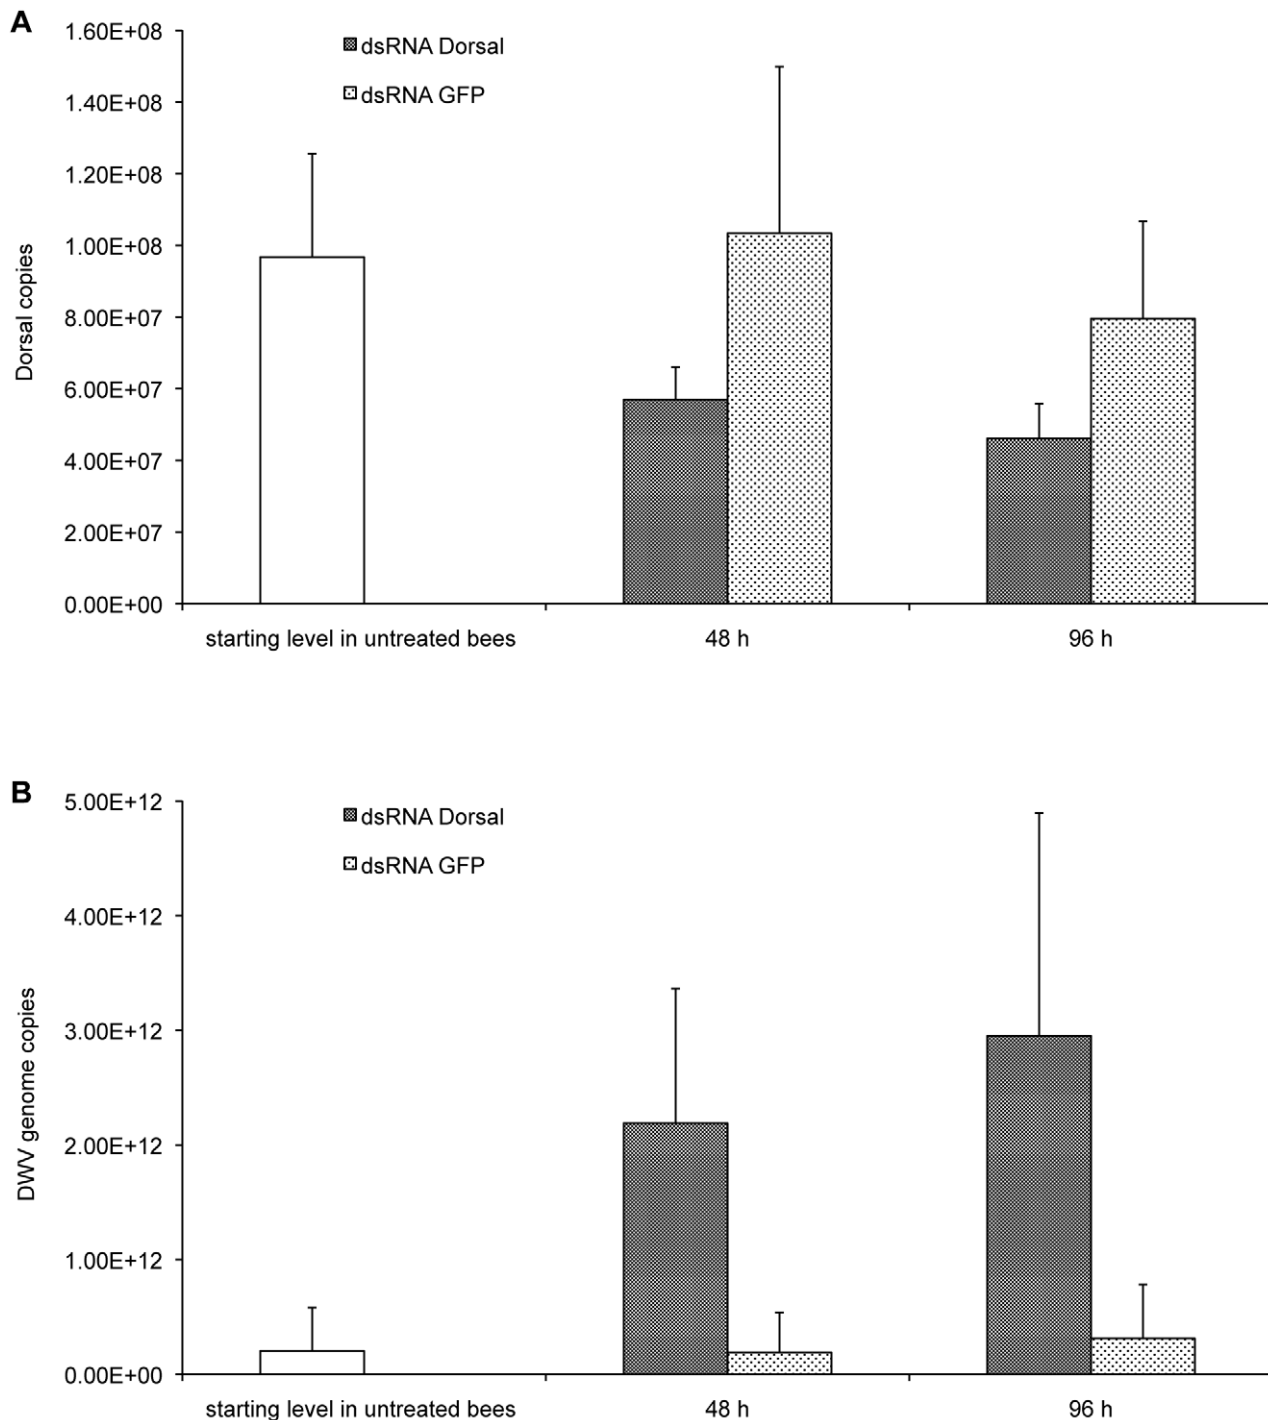 A
1.60E+08
1.40E+08
1.20E+08
1.00E+08
8.00E+07
6.00E+07
4.00E+07
2.00E+07
0.00E+00
Dorsal copies
dsRNA Dorsal
dsRNA GFP
starting level in untreated bees
48 h
96 h
B
5.00E+12
4.00E+12
3.00E+12
2.00E+12
1.00E+12
0.00E+00
DWV genome copies
dsRNA Dorsal
dsRNA GFP
starting level in untreated bees
48 h
96 h